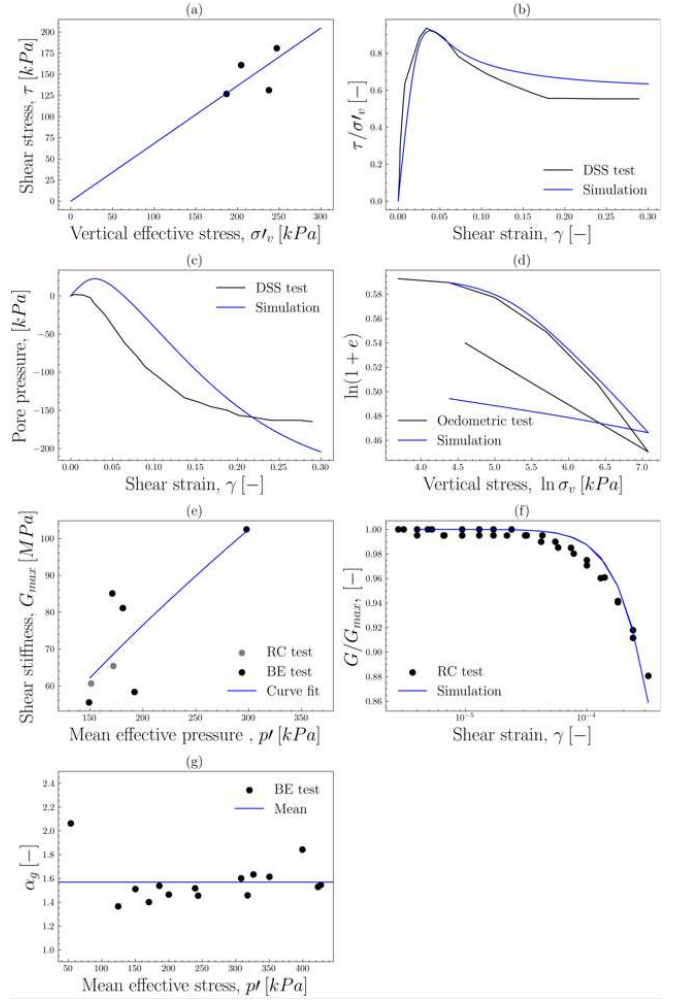 (a)
Shear stress, τ [kPa]
200
175
150
125
100
75
50
25
0
0 50 100 150 200 250 300
Vertical effective stress, σ′v [kPa]
(b)
τ/σ′v [−]
0.8
0.6
0.4
0.2
0.0
DSS test
Simulation
0.00 0.05 0.10 0.15 0.20 0.25 0.30
Shear strain, γ [−]
(c)
Pore pressure, [kPa]
0
−50
−100
−150
−200
DSS test
Simulation
0.00 0.05 0.10 0.15 0.20 0.25 0.30
Shear strain, γ [−]
(d)
ln(1 + e)
0.58
0.56
0.54
0.52
0.50
0.48
0.46
Oedometric test
Simulation
4.0 4.5 5.0 5.5 6.0 6.5 7.0
Vertical stress, ln σv [kPa]
(e)
Shear stiffness, Gmax [MPa]
100
90
80
70
60
RC test
BE test
Curve fit
150 200 250 300 350
Mean effective pressure , p′ [kPa]
(f)
G/Gmax, [−]
1.00
0.98
0.96
0.94
0.92
0.90
0.88
0.86
RC test
Simulation
10⁻⁵ 10⁻⁴
Shear strain, γ [−]
(g)
αg [−]
2.4
2.2
2.0
1.8
1.6
1.4
1.2
1.0
BE test
Mean
50 100 150 200 250 300 350 400
Mean effective stress, p′ [kPa]